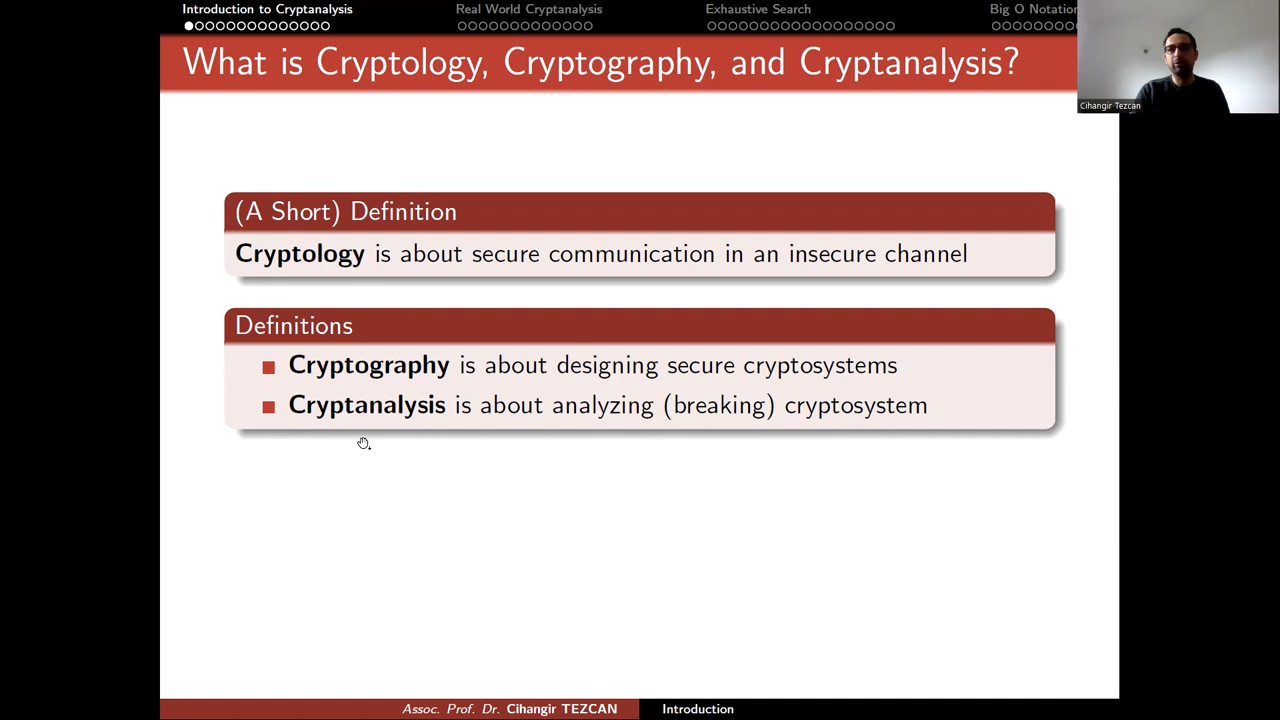 Introduction to Cryptanalysis
Real World Cryptanalysis
Exhaustive Search
Big O Notation
What is Cryptology, Cryptography, and Cryptanalysis?
Cihangir Tezcan
(A Short) Definition
Cryptology is about secure communication in an insecure channel
Definitions
Cryptography is about designing secure cryptosystems
Cryptanalysis is about analyzing (breaking) cryptosystem
Assoc. Prof. Dr. Cihangir TEZCAN
Introduction